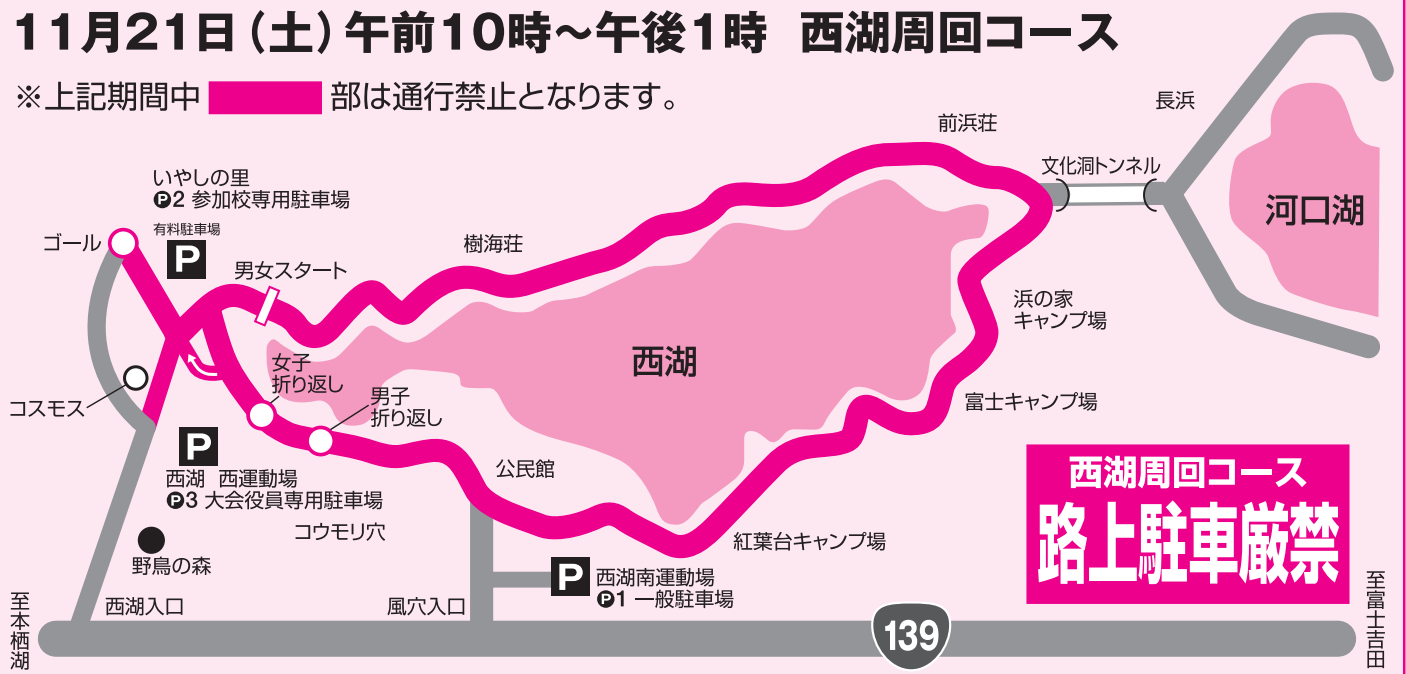 11月21日（土）午前10時～午後1時 西湖周回コース
※上記期間中 部は通行禁止となります。
長浜
前浜荘
文化洞トンネル
いやしの里
P2 参加校専用駐車場
河口湖
有料駐車場
P
ゴール
樹海荘
男女スタート
浜の家
キャンプ場
西湖
女子
折り返し
男子
折り返し
コスモス
富士キャンプ場
P
西湖 西運動場
P3 大会役員専用駐車場
公民館
西湖周回コース
路上駐車厳禁
コウモリ穴
紅葉台キャンプ場
野鳥の森
P
西湖南運動場
P1 一般駐車場
至本栖湖
西湖入口
風穴入口
139
至富士吉田